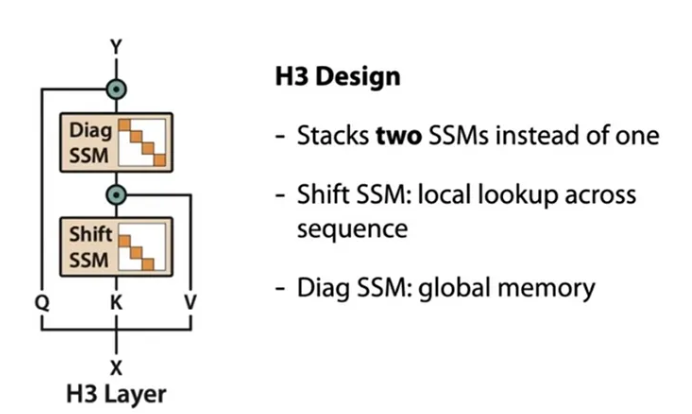 Y
Diag
SSM
Shift
SSM
Q K V
X
H3 Layer
H3 Design
- Stacks two SSMs instead of one
- Shift SSM: local lookup across
sequence
- Diag SSM: global memory